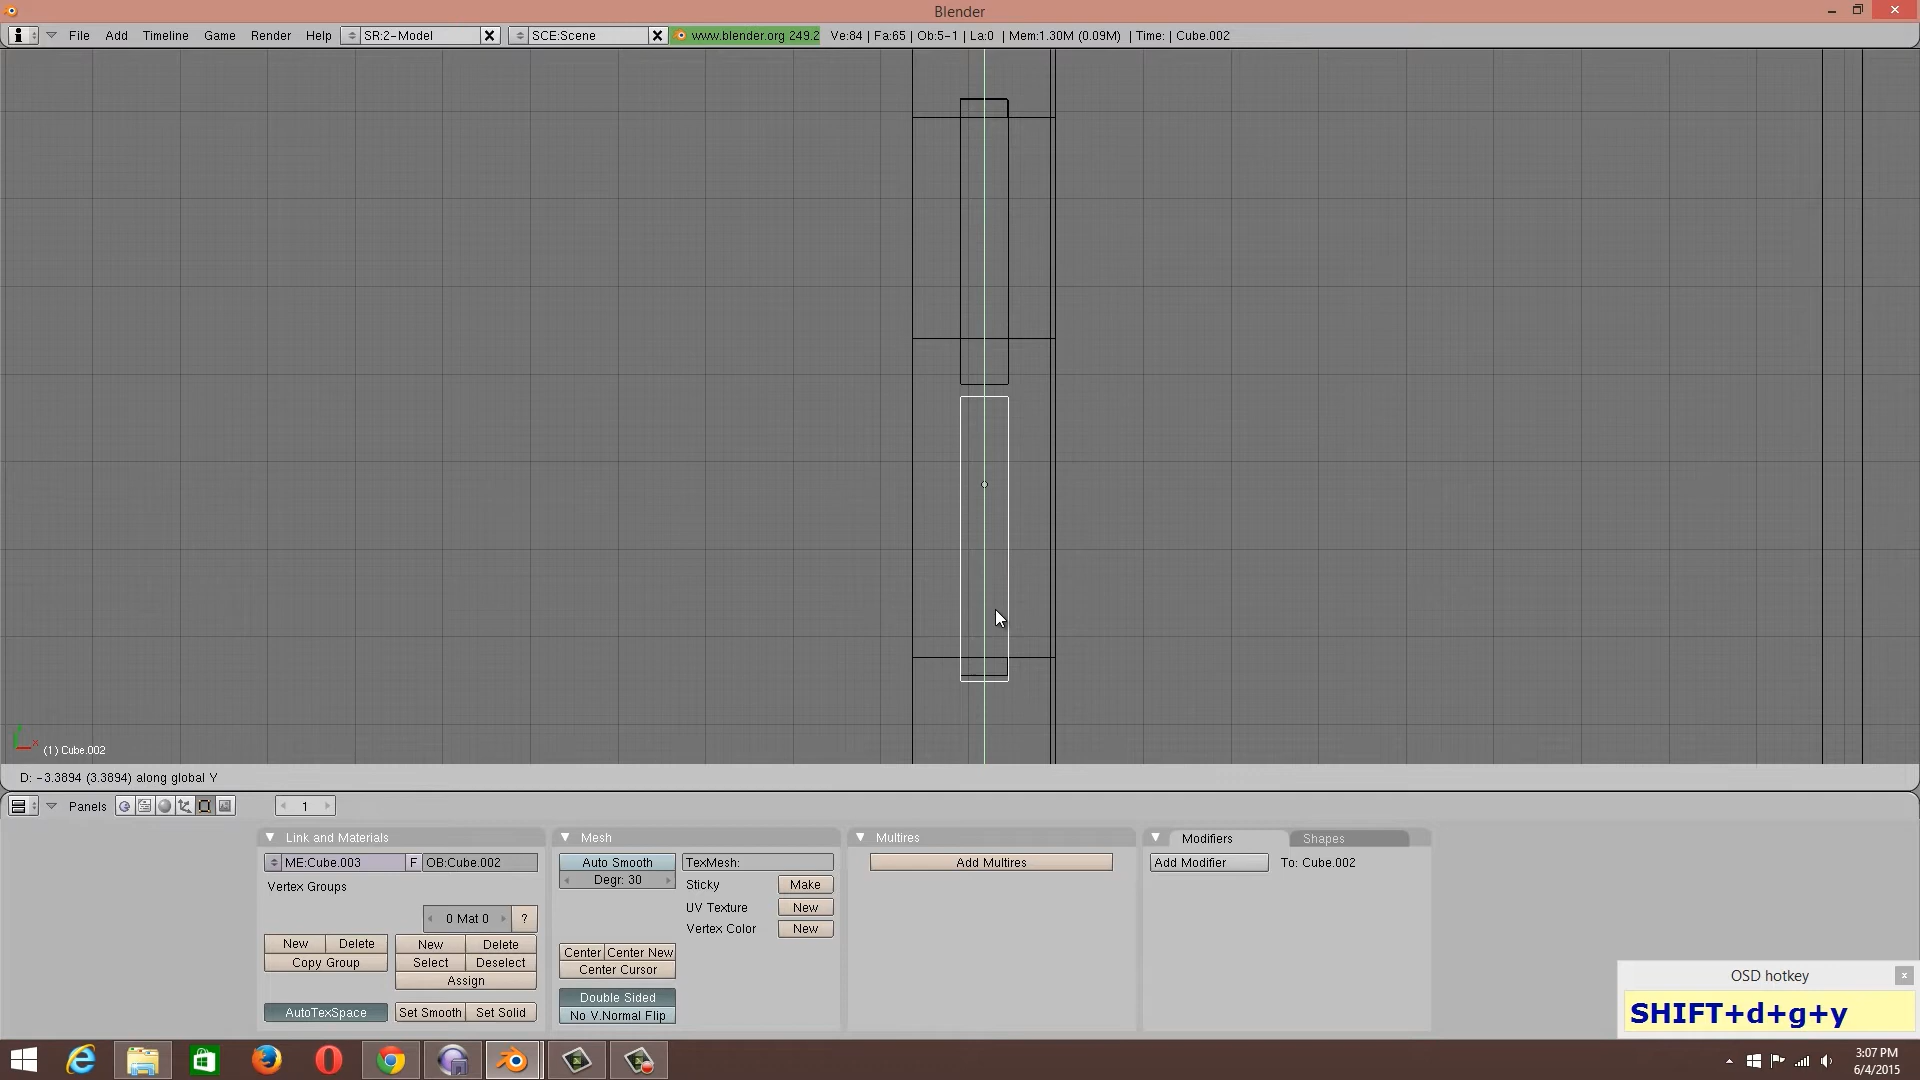 Blender
File Add Timeline Game Render Help SR:2-Model SCE:Scene www.blender.org 249.2 Ve:84 | Fa:65 | Ob:5-1 | La:0 | Mem:1.30M (0.09M) | Time: | Cube.002
(1) Cube.002
D: -3.3894 (3.3894) along global Y
Panels 1
Link and Materials Mesh Multires Modifiers Shapes
ME:Cube.003 F OB:Cube.002 Auto Smooth TexMesh: Add Multires Add Modifier To: Cube.002
Vertex Groups Degr: 30 Sticky Make
0 Mat 0 ? UV Texture New
Vertex Color New
New Delete New Delete Center Center New
Copy Group Select Deselect Center Cursor
Assign
Double Sided
AutoTexSpace Set Smooth Set Solid No V.Normal Flip
OSD hotkey x
SHIFT+d+g+y
3:07 PM
6/4/2015